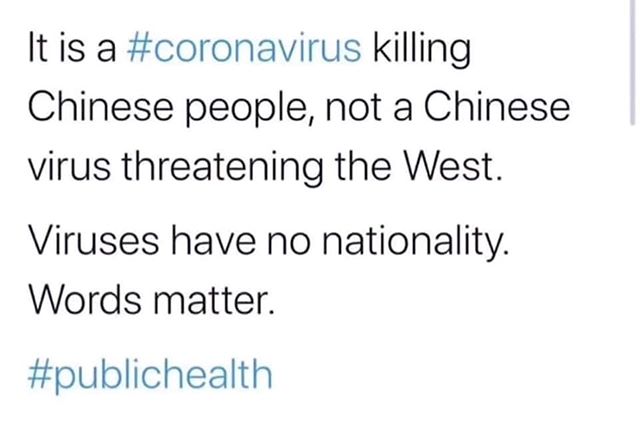 It is a #coronavirus killing
Chinese people, not a Chinese
virus threatening the West.
Viruses have no nationality.
Words matter.
#publichealth